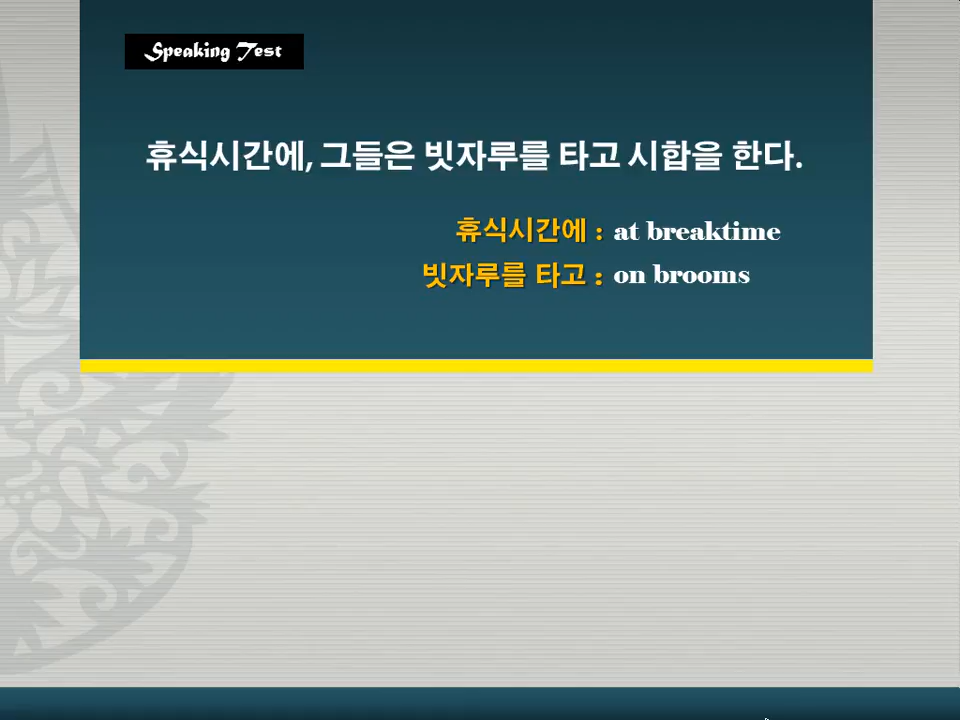 Speaking Test
휴식시간에, 그들은 빗자루를 타고 시합을 한다.
휴식시간에 : at breaktime
빗자루를 타고 : on brooms